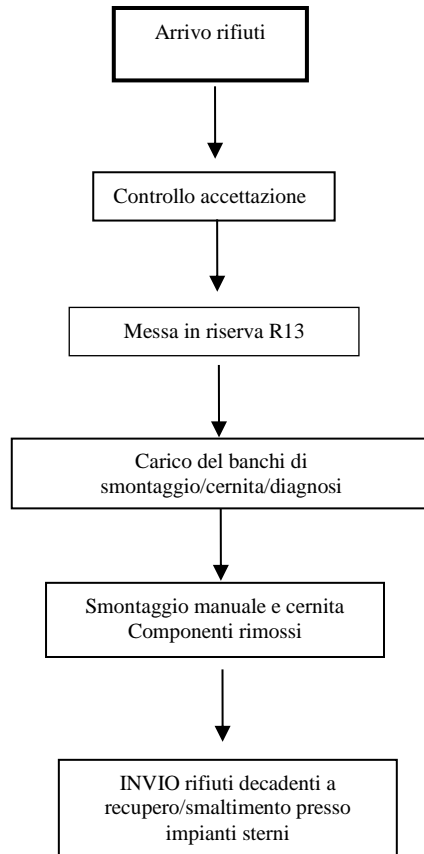 Arrivo rifiuti
Controllo accettazione
Messa in riserva R13
Carico del banchi di
smontaggio/cernita/diagnosi
Smontaggio manuale e cernita
Componenti rimossi
INVIO rifiuti decadenti a
recupero/smaltimento presso
impianti sterni